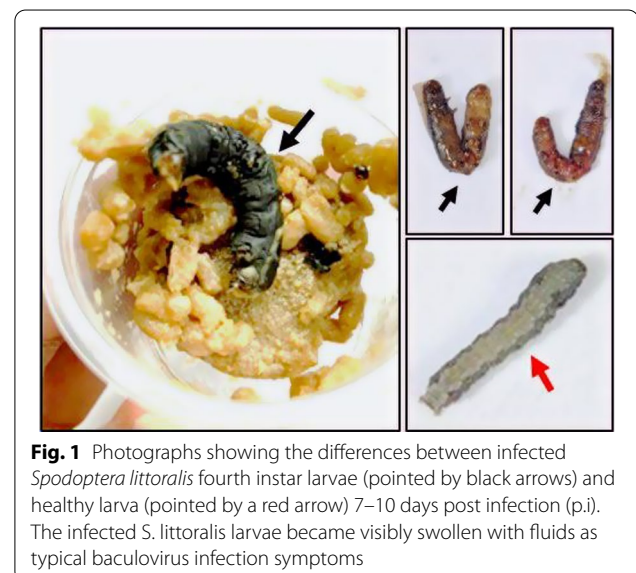 Fig. 1 Photographs showing the differences between infected
Spodoptera littoralis fourth instar larvae (pointed by black arrows) and
healthy larva (pointed by a red arrow) 7–10 days post infection (p.i).
The infected S. littoralis larvae became visibly swollen with fluids as
typical baculovirus infection symptoms